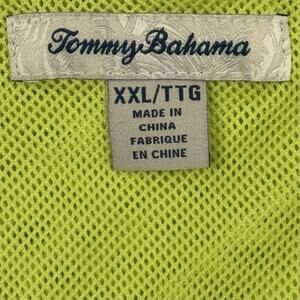 Tommy Bahama
XXL/TTG
MADE IN
CHINA
FABRIQUE
EN CHINE